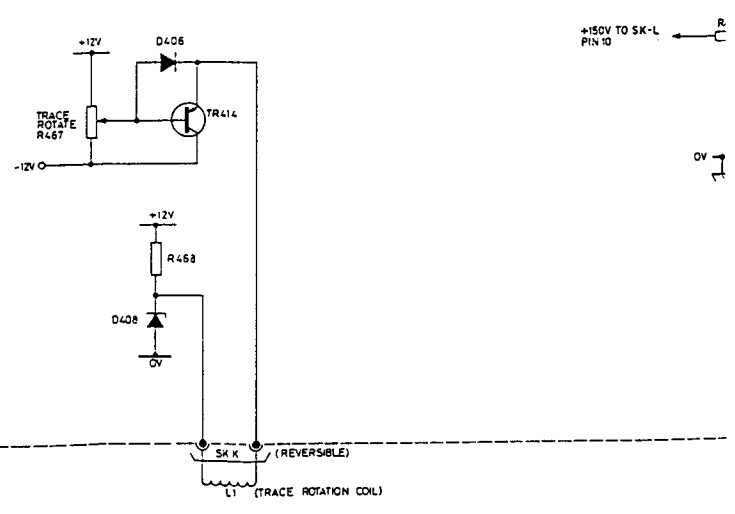 +12V
D406
+150V TO SK-L
PIN 10
R
TR414
TRACE
ROTATE
R467
-12V
0V
+12V
R468
D408
0V
SK K
(REVERSIBLE)
L1
(TRACE ROTATION COIL)